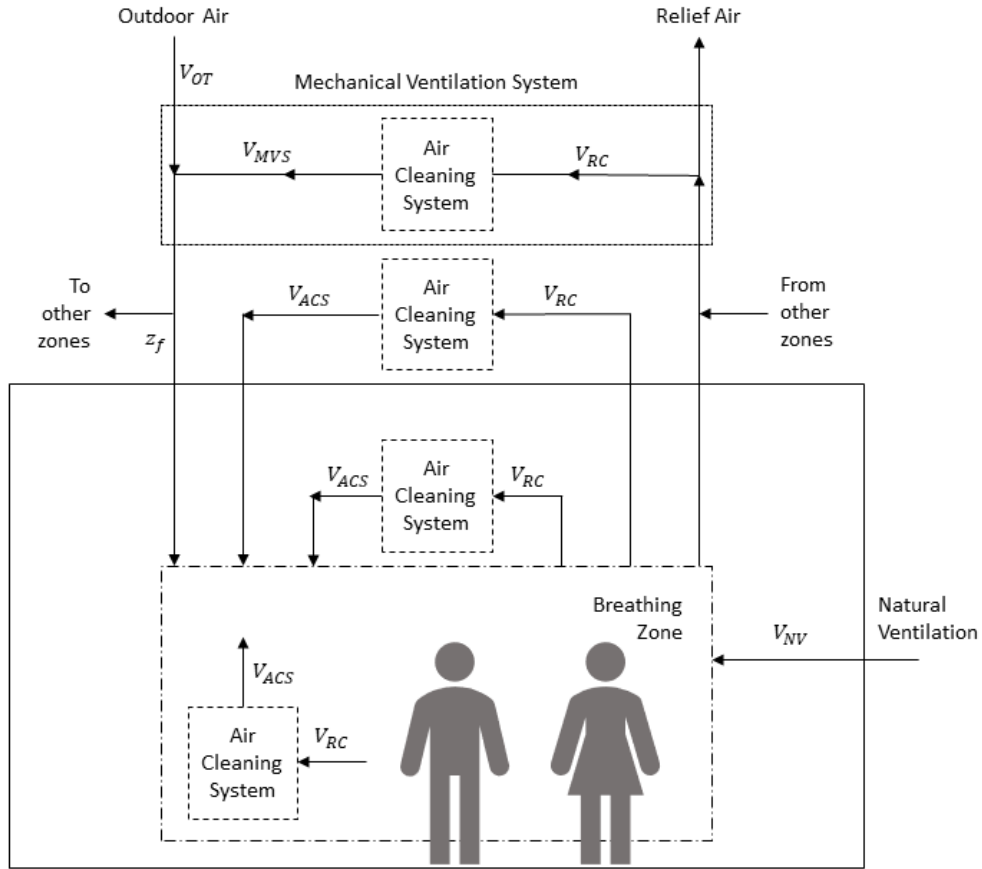 Outdoor Air
Relief Air
V_OT
Mechanical Ventilation System
V_MVS
Air
Cleaning
System
V_RC
To
other
zones
z_f
V_ACS
Air
Cleaning
System
V_RC
From
other
zones
V_ACS
Air
Cleaning
System
V_RC
Breathing
Zone
Natural
Ventilation
V_NV
V_ACS
Air
Cleaning
System
V_RC